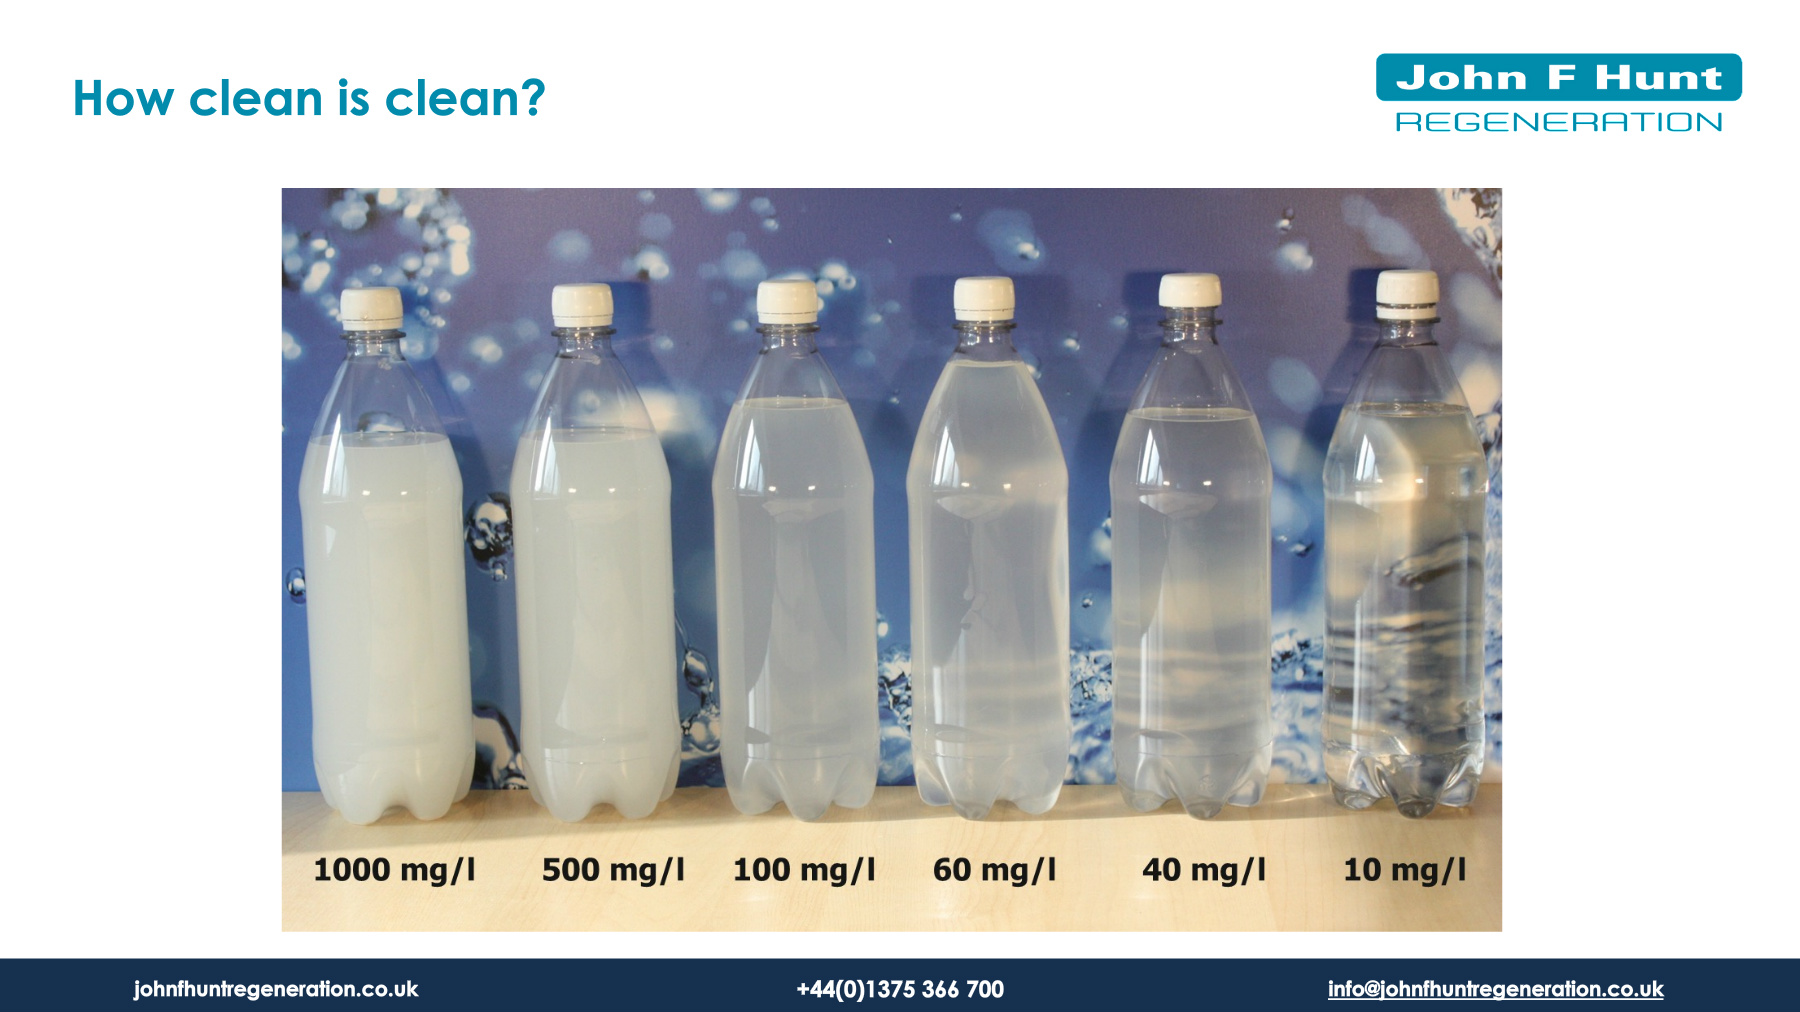 How clean is clean?
John F Hunt
REGENERATION
1000 mg/l 500 mg/l 100 mg/l 60 mg/l 40 mg/l 10 mg/l
johnfhuntregeneration.co.uk +44(0)1375 366 700 info@johnfhuntregeneration.co.uk